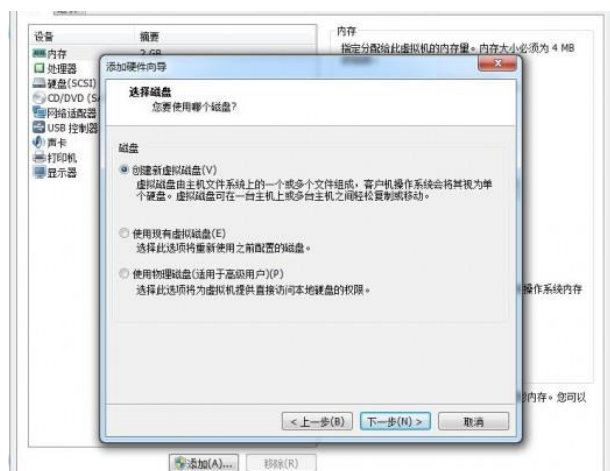 设备
摘要
内存
指定分配给此虚拟机的内存量。内存大小必须为 4 MB
内存
2 GB
处理器
硬盘(SCSI)
CD/DVD (SA
网络适配器
USB 控制器
声卡
打印机
显示器
添加硬件向导
选择磁盘
您要使用哪个磁盘?
磁盘
创建新虚拟磁盘(V)
虚拟磁盘由主机文件系统上的一个或多个文件组成，客户机操作系统会将其视为单
个硬盘。虚拟磁盘可在一台主机上或多台主机之间轻松复制或移动。
使用现有虚拟磁盘(E)
选择此选项将重新使用之前配置的磁盘。
使用物理磁盘(适用于高级用户)(P)
选择此选项将为虚拟机提供直接访问本地硬盘的权限。
操作系统内存
内存。您可以
< 上一步(B)
下一步(N) >
取消
添加(A)...
移除(R)